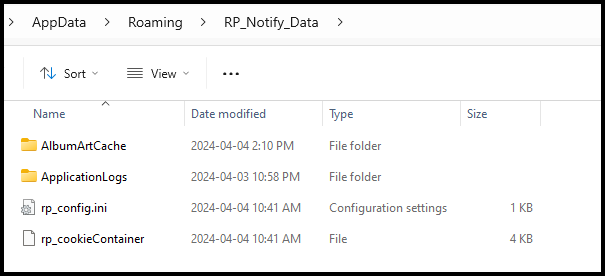 AppData > Roaming > RP_Notify_Data >
Sort View ...
Name Date modified Type Size
AlbumArtCache 2024-04-04 2:10 PM File folder
ApplicationLogs 2024-04-03 10:58 PM File folder
rp_config.ini 2024-04-04 10:41 AM Configuration settings 1 KB
rp_cookieContainer 2024-04-04 10:41 AM File 4 KB